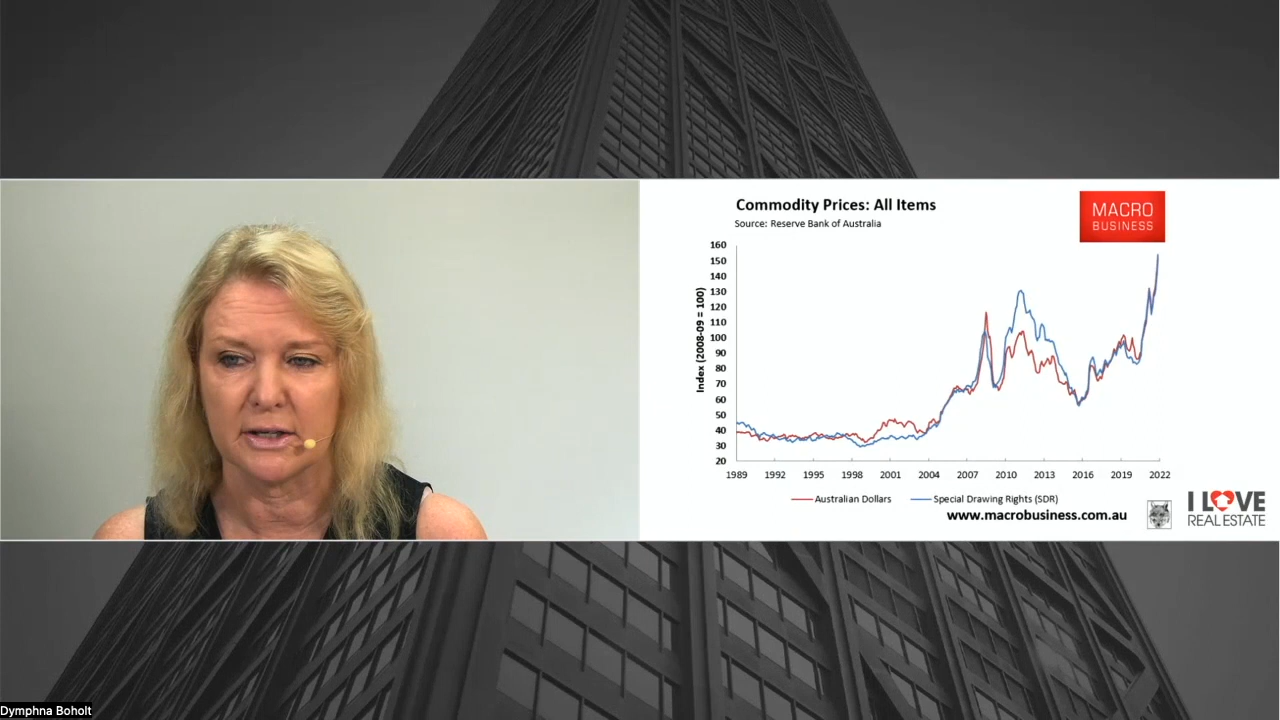 Commodity Prices: All Items
Source: Reserve Bank of Australia
MACRO
BUSINESS
Index (2008-09 = 100)
160
150
140
130
120
110
100
90
80
70
60
50
40
30
20
1989 1992 1995 1998 2001 2004 2007 2010 2013 2016 2019 2022
Australian Dollars Special Drawing Rights (SDR)
www.macrobusiness.com.au
I LOVE
REAL ESTATE
Dymphna Boholt